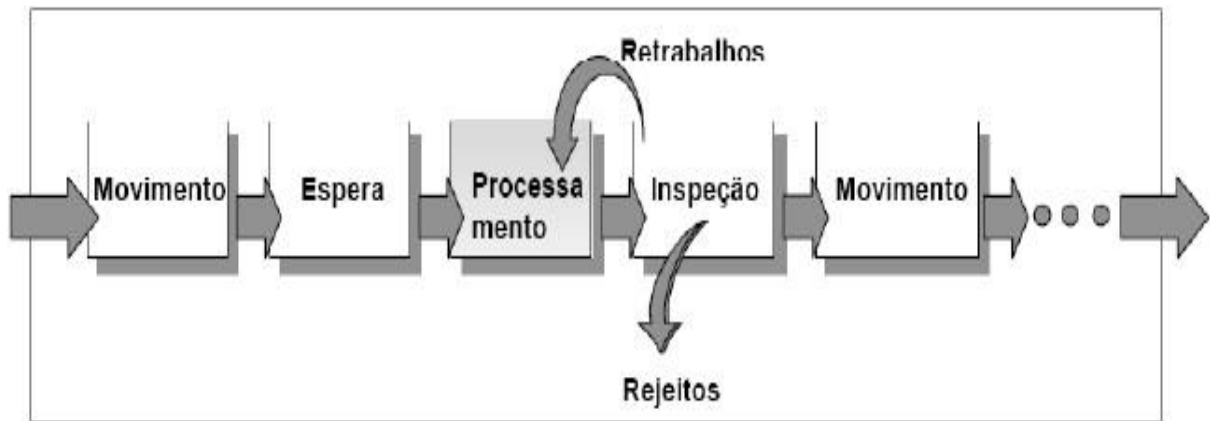 Retrabalhos
Movimento
Espera
Processa
mento
Inspeção
Movimento
Rejeitos